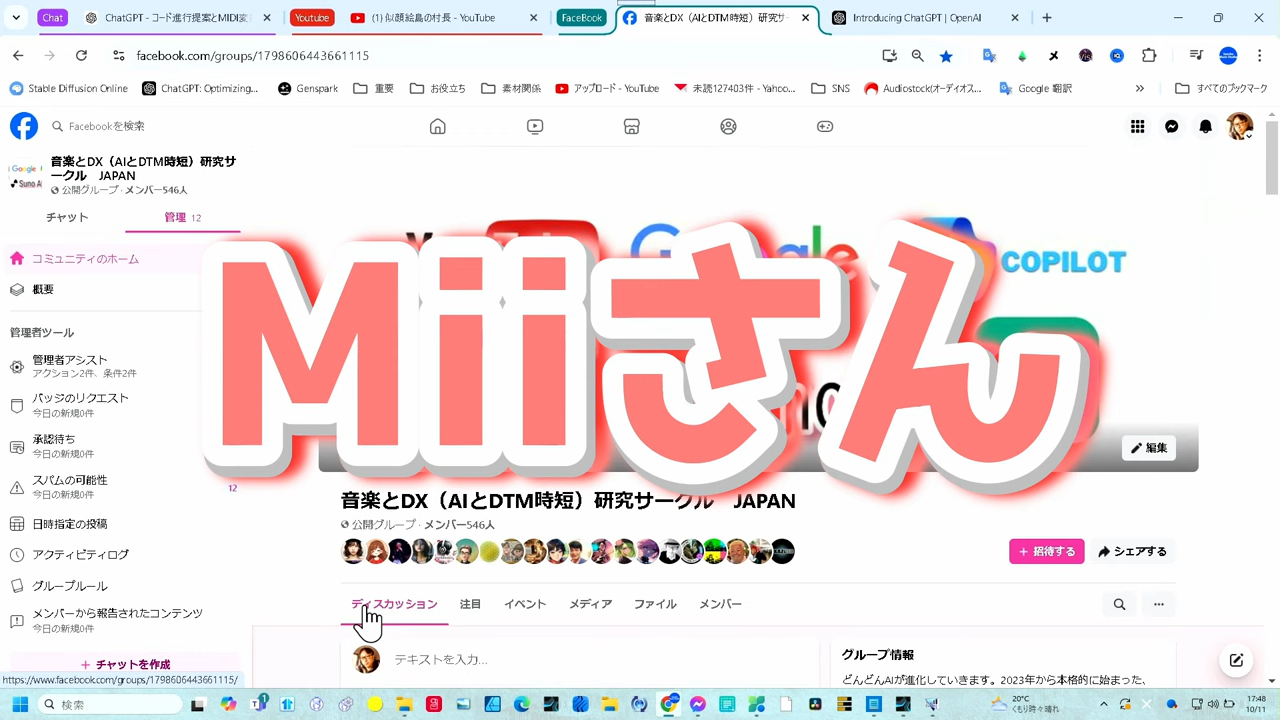 Chat
ChatGPT - コード進行提案とMIDI変
Youtube
(1) 似顔絵島の村長 - YouTube
FaceBook
音楽とDX（AIとDTM時短）研究サ
Introducing ChatGPT | OpenAI
facebook.com/groups/1798606443661115
Stable Diffusion Online
ChatGPT: Optimizing...
Genspark
重要
お役立ち
素材関係
アップロード - YouTube
未読127403件 - Yahoo...
SNS
Audiostock(オーディオス...
Google 翻訳
すべてのブックマーク
Facebookを検索
Google
Suno AI
音楽とDX（AIとDTM時短）研究サ
ークル　JAPAN
公開グループ · メンバー546人
チャット
管理 12
コミュニティのホーム
概要
管理者ツール
管理者アシスト
アクション2件、条件2件
バッジのリクエスト
今日の新規0件
承認待ち
今日の新規0件
スパムの可能性
今日の新規0件
12
日時指定の投稿
アクティビティログ
グループルール
メンバーから報告されたコンテンツ
今日の新規0件
+ チャットを作成
https://www.facebook.com/groups/1798606443661115/
Google
COPILOT
Miiさん
編集
音楽とDX（AIとDTM時短）研究サークル　JAPAN
公開グループ · メンバー546人
+ 招待する
シェアする
ディスカッション
注目
イベント
メディア
ファイル
メンバー
テキストを入力...
グループ情報
どんどんAIが進化していきます。2023年から本格的に始まった、
検索
20°C
くもり時々晴れ
17:48
10/11